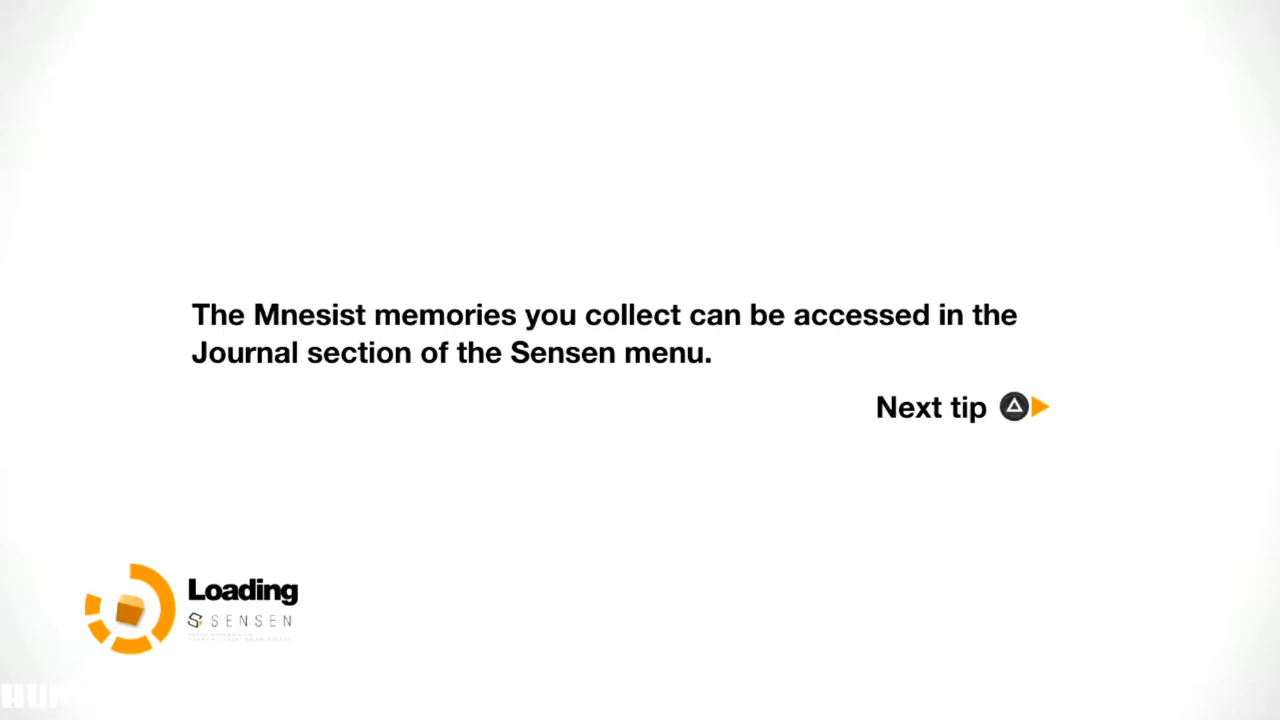 The Mnesist memories you collect can be accessed in the
Journal section of the Sensen menu.
Next tip
Loading
SENSEN